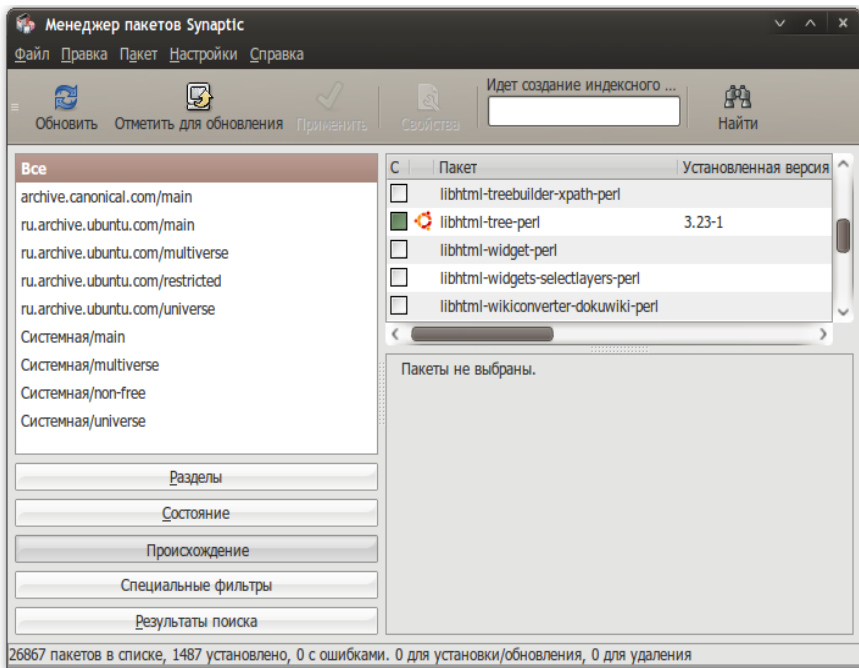 Менеджер пакетов Synaptic
Файл Правка Пакет Настройки Справка
Идет создание индексного ...
Обновить Отметить для обновления Применить Свойства Найти
Все
archive.canonical.com/main
ru.archive.ubuntu.com/main
ru.archive.ubuntu.com/multiverse
ru.archive.ubuntu.com/restricted
ru.archive.ubuntu.com/universe
Системная/main
Системная/multiverse
Системная/non-free
Системная/universe
Разделы
Состояние
Происхождение
Специальные фильтры
Результаты поиска
С Пакет Установленная версия
libhtml-treebuilder-xpath-perl
libhtml-tree-perl 3.23-1
libhtml-widget-perl
libhtml-widgets-selectlayers-perl
libhtml-wikiconverter-dokuwiki-perl
Пакеты не выбраны.
26867 пакетов в списке, 1487 установлено, 0 с ошибками. 0 для установки/обновления, 0 для удаления